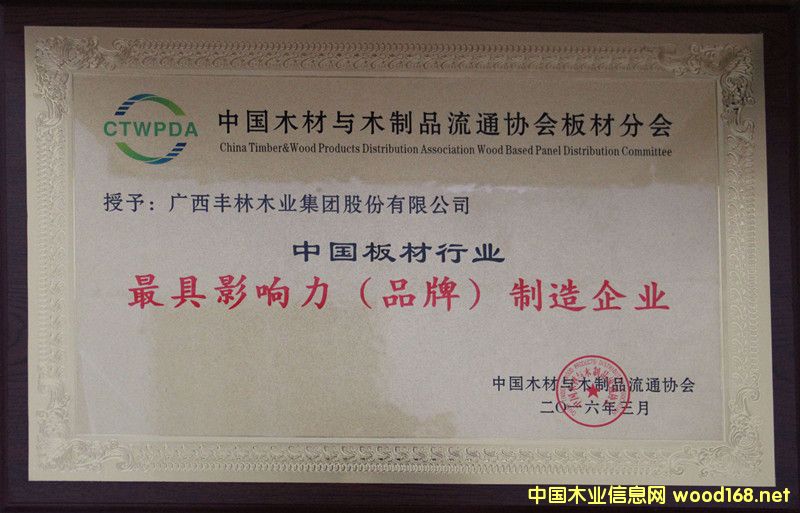 CTWPDA
中国木材与木制品流通协会板材分会
China Timber&Wood Products Distribution Association Wood Based Panel Distribution Committee
授予：广西丰林木业集团股份有限公司
中国板材行业
最具影响力（品牌）制造企业
中国木材与木制品流通协会
二〇一六年三月
中国木业信息网 wood168.net